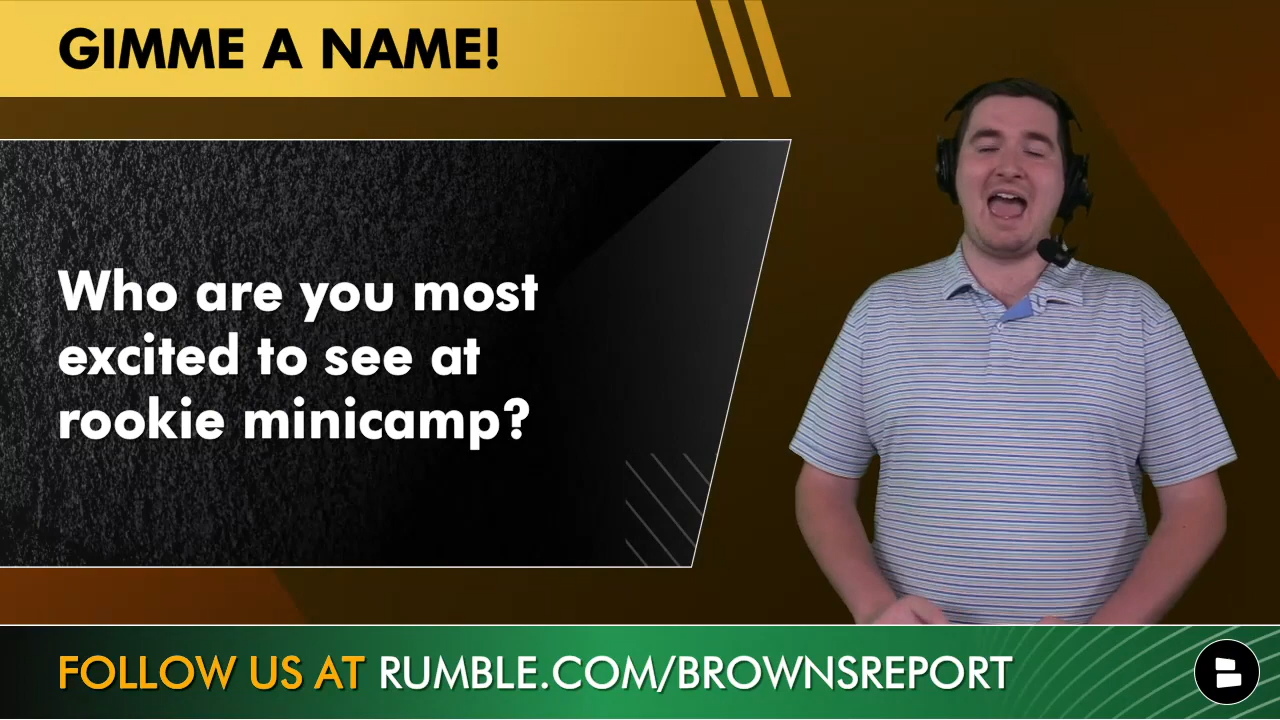 GIMME A NAME!
Who are you most
excited to see at
rookie minicamp?
FOLLOW US AT RUMBLE.COM/BROWNSREPORT